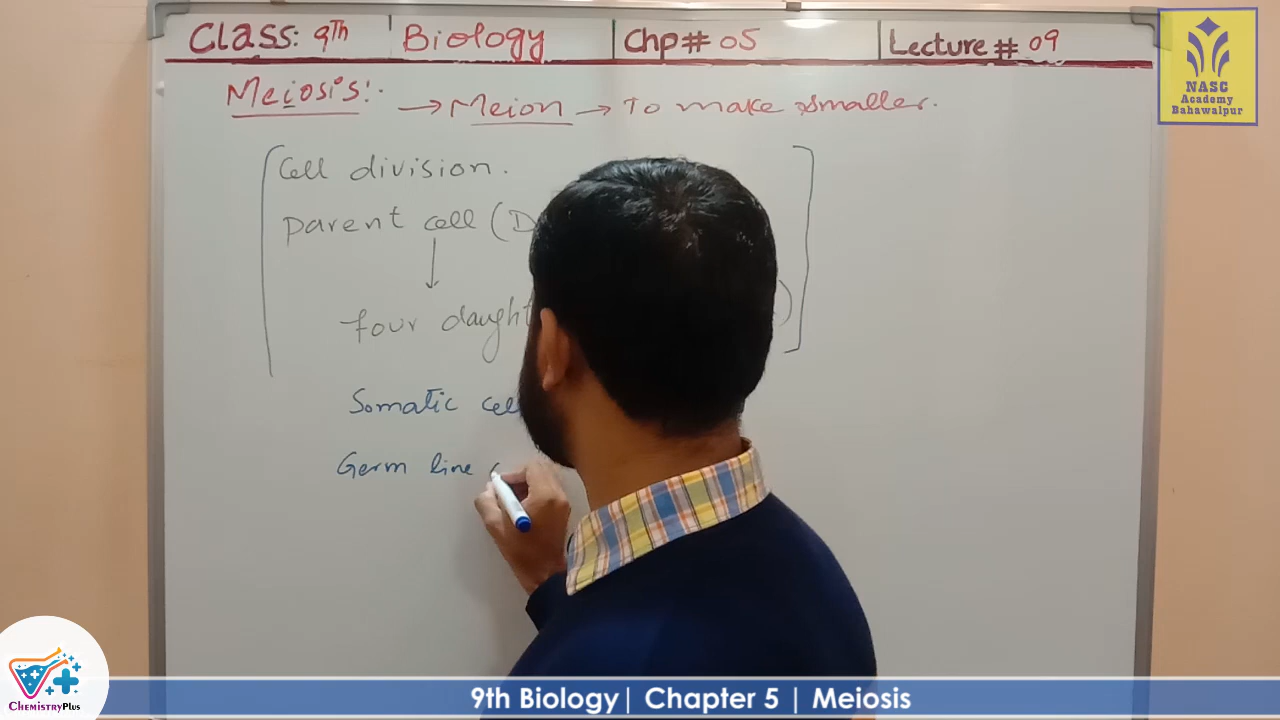 Class: 9th Biology Chp# 05 Lecture # 09
NASC
Academy
Bahawalpur
Meiosis:. → Meion → To make smaller.
Cell division.
Parent cell (D
four daught )
Somatic cel
Germ line c
ChemistryPlus
9th Biology| Chapter 5 | Meiosis